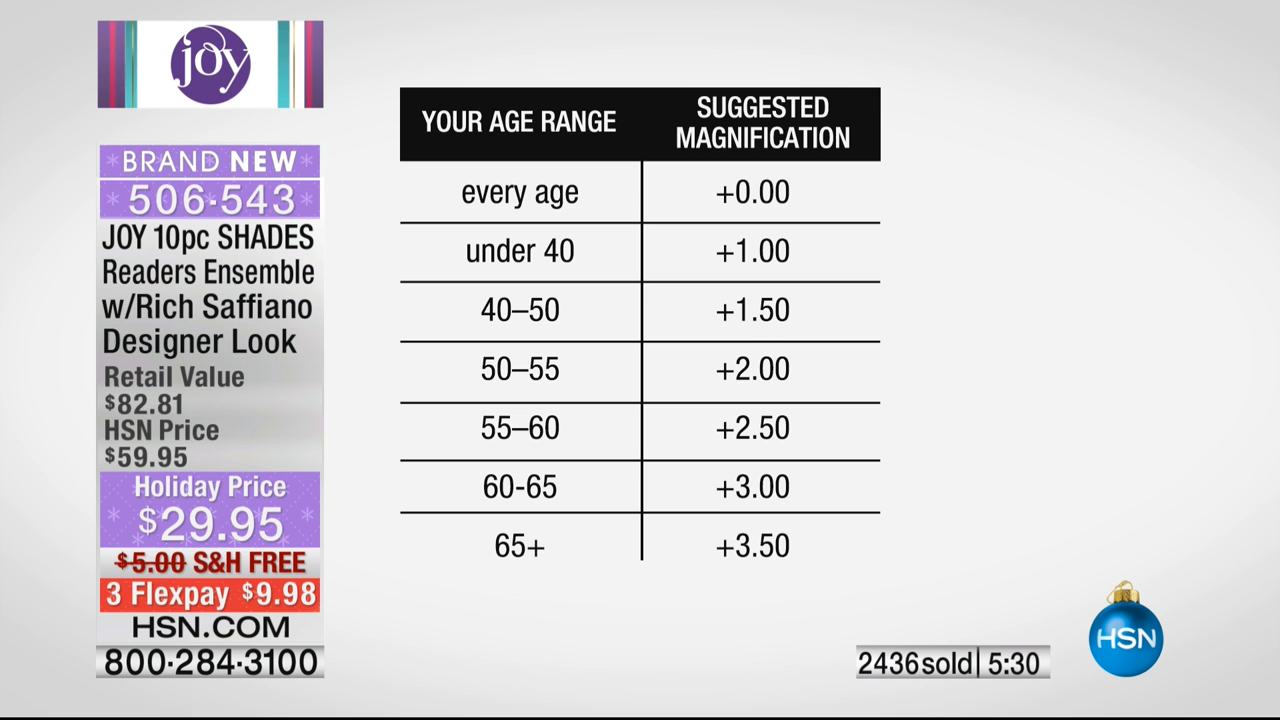 joy
BRAND NEW
506·543
JOY 10pc SHADES
Readers Ensemble
w/Rich Saffiano
Designer Look
Retail Value
$82.81
HSN Price
$59.95
Holiday Price
$29.95
$5.00 S&H FREE
3 Flexpay $9.98
HSN.COM
800·284·3100
YOUR AGE RANGE SUGGESTED MAGNIFICATION
every age +0.00
under 40 +1.00
40–50 +1.50
50–55 +2.00
55–60 +2.50
60-65 +3.00
65+ +3.50
2436 sold | 5:30
HSN